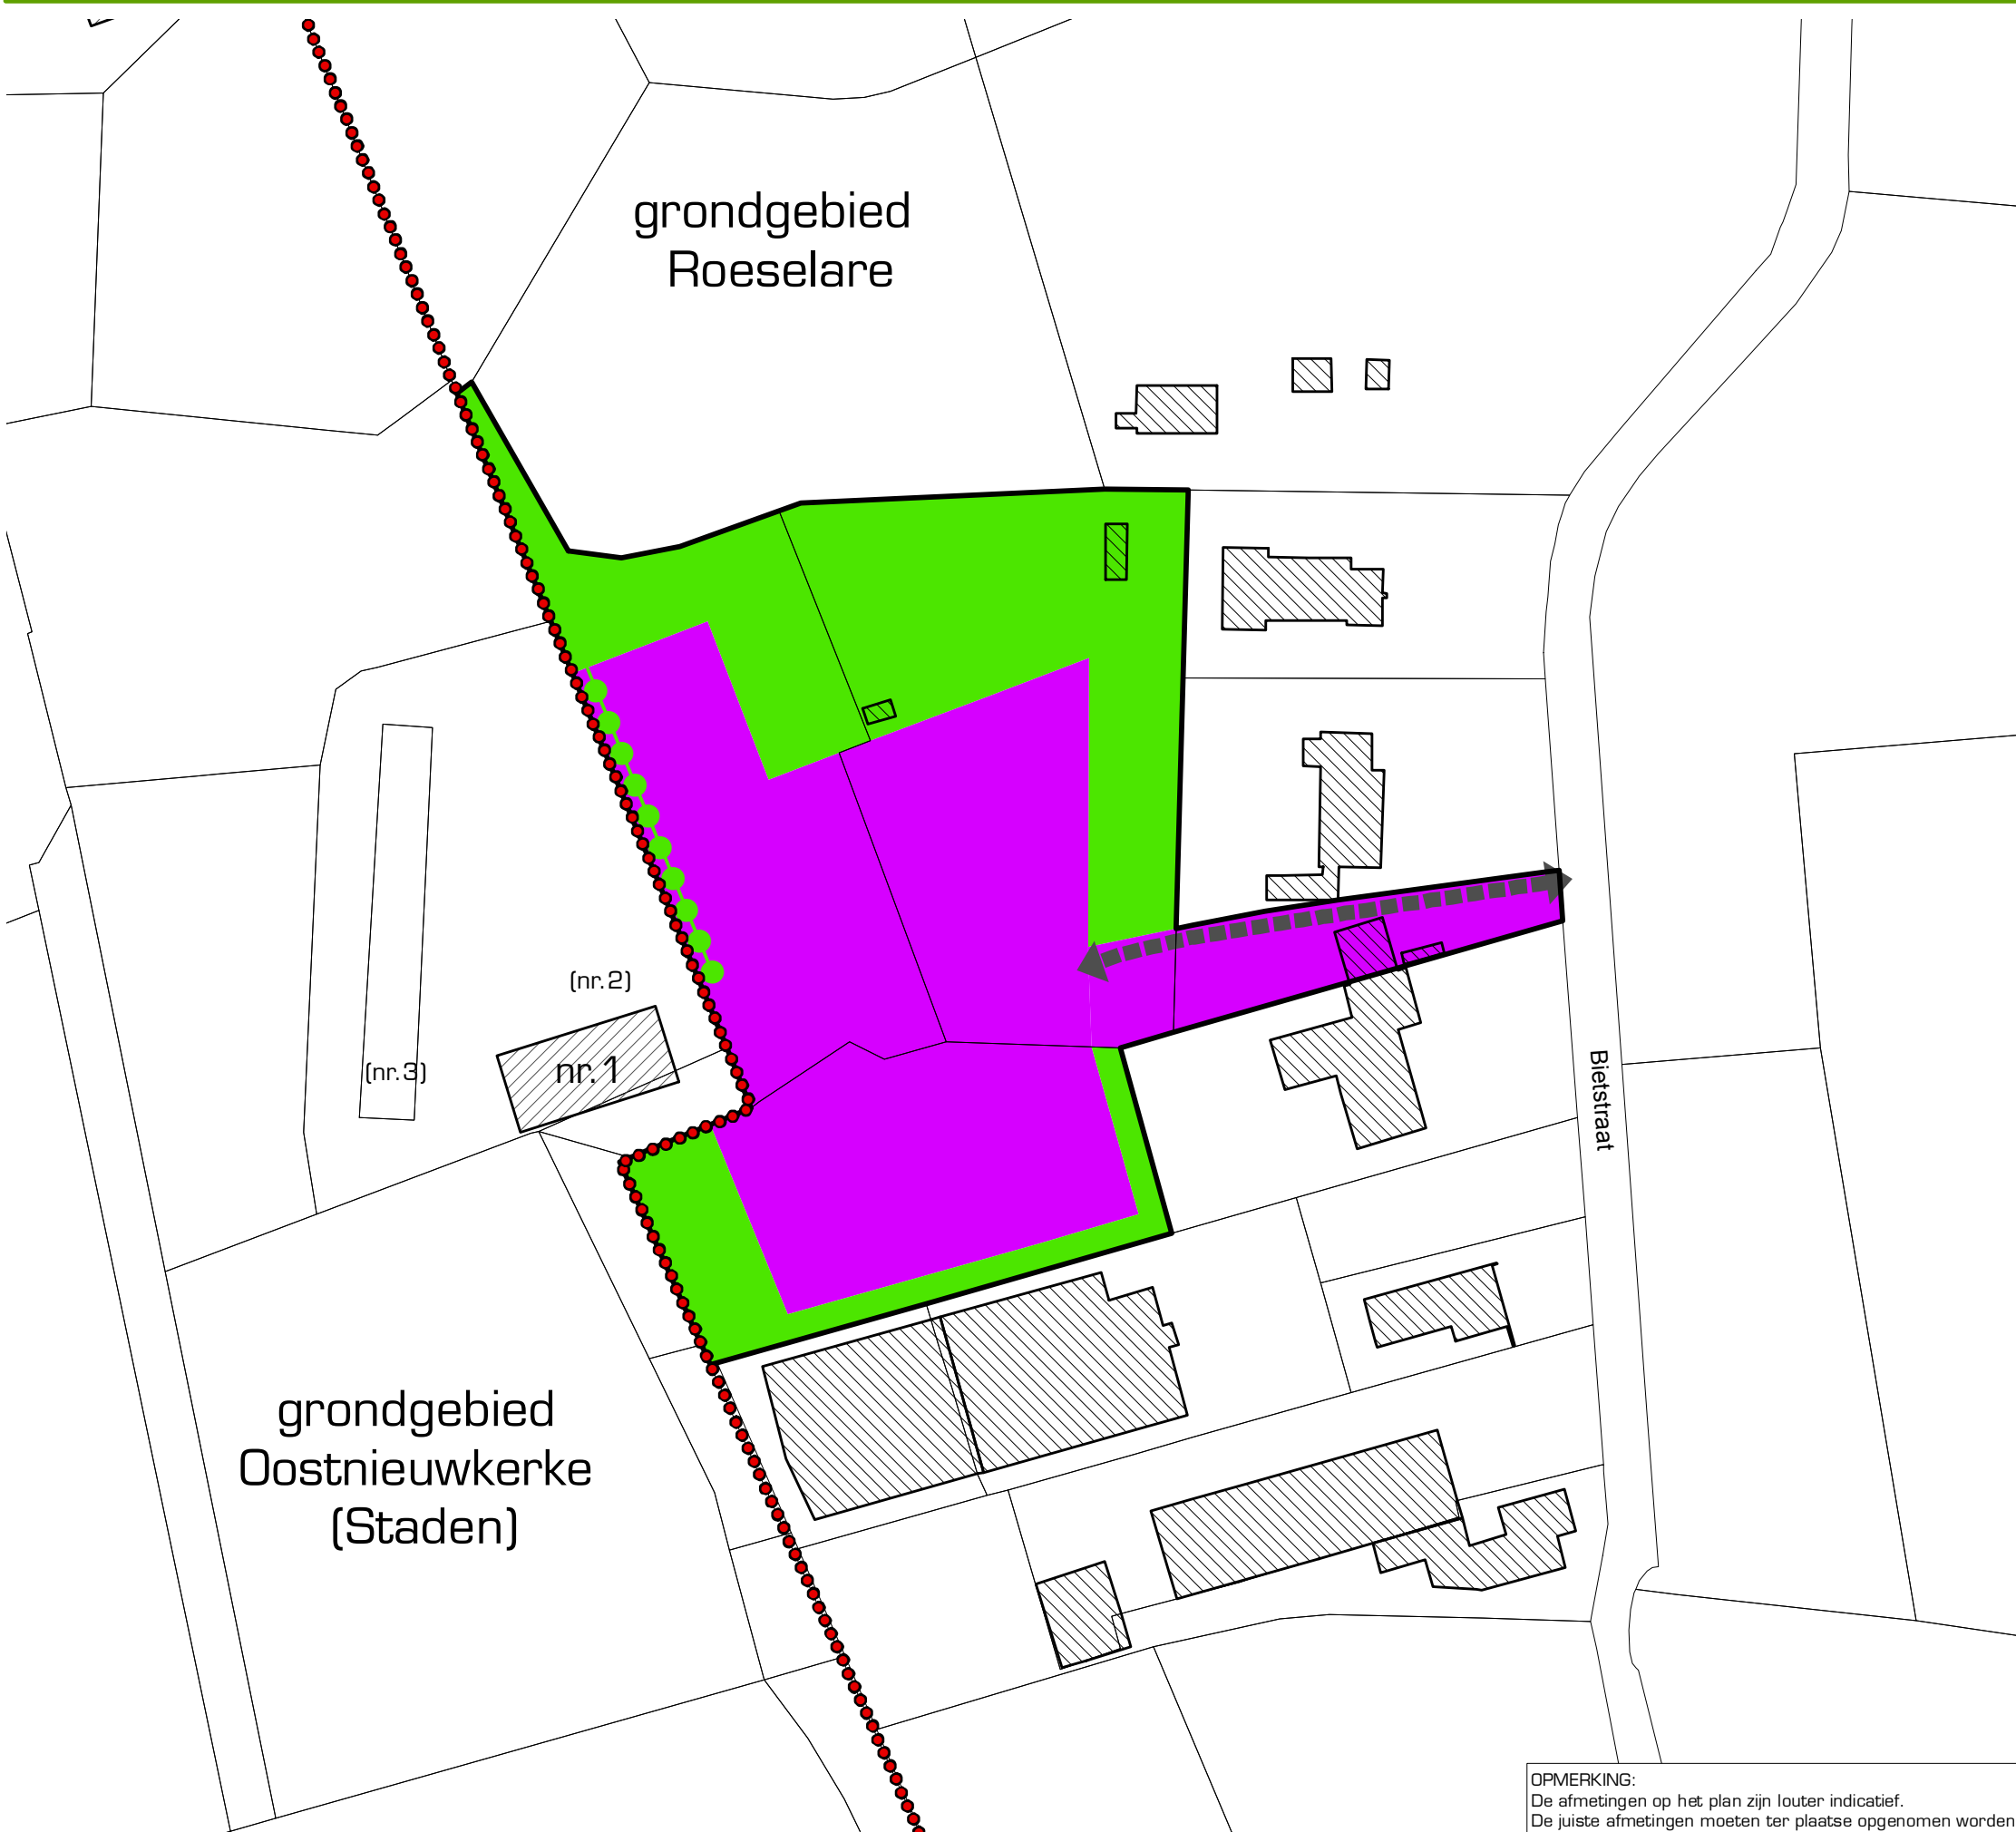 grondgebied
Roeselare
(nr.2)
nr.1
(nr.3)
Bietstraat
grondgebied
Oostnieuwkerke
(Staden)
OPMERKING:
De afmetingen op het plan zijn louter indicatief.
De juiste afmetingen moeten ter plaatse opgenomen worden